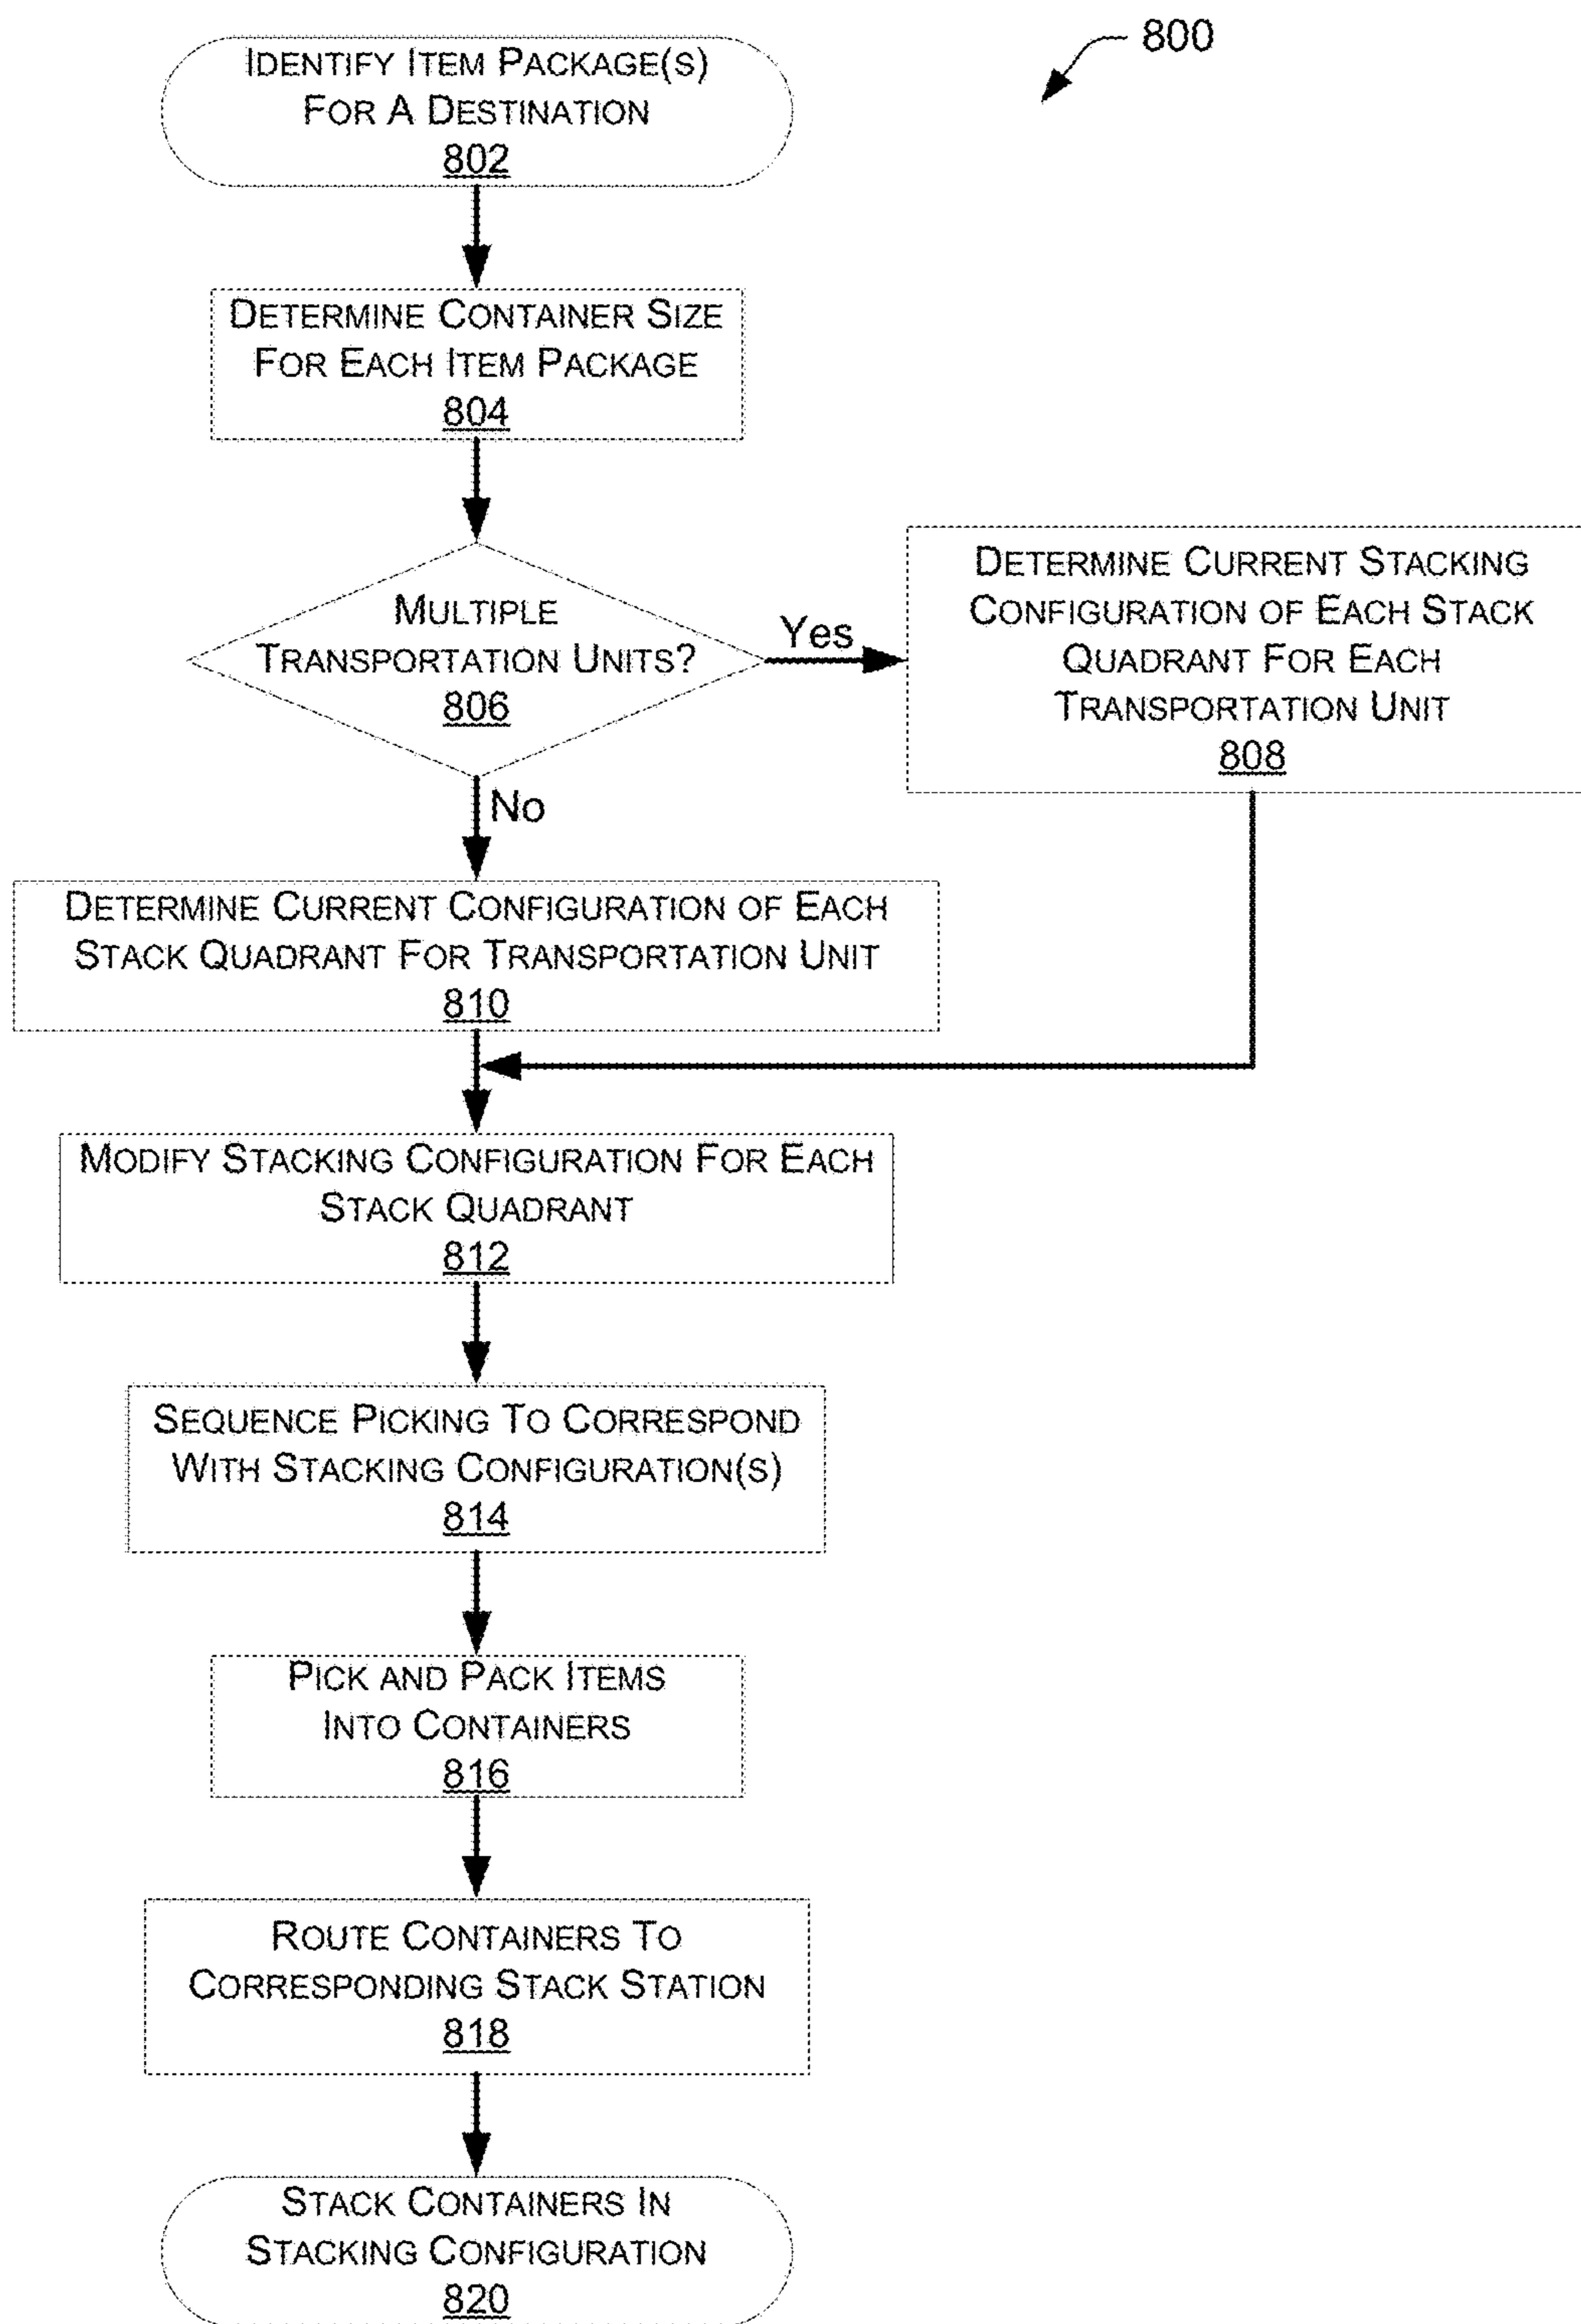 800
IDENTIFY ITEM PACKAGE(S)
FOR A DESTINATION
802
DETERMINE CONTAINER SIZE
FOR EACH ITEM PACKAGE
804
MULTIPLE
TRANSPORTATION UNITS?
806
Yes
DETERMINE CURRENT STACKING
CONFIGURATION OF EACH STACK
QUADRANT FOR EACH
TRANSPORTATION UNIT
808
No
DETERMINE CURRENT CONFIGURATION OF EACH
STACK QUADRANT FOR TRANSPORTATION UNIT
810
MODIFY STACKING CONFIGURATION FOR EACH
STACK QUADRANT
812
SEQUENCE PICKING TO CORRESPOND
WITH STACKING CONFIGURATION(S)
814
PICK AND PACK ITEMS
INTO CONTAINERS
816
ROUTE CONTAINERS TO
CORRESPONDING STACK STATION
818
STACK CONTAINERS IN
STACKING CONFIGURATION
820